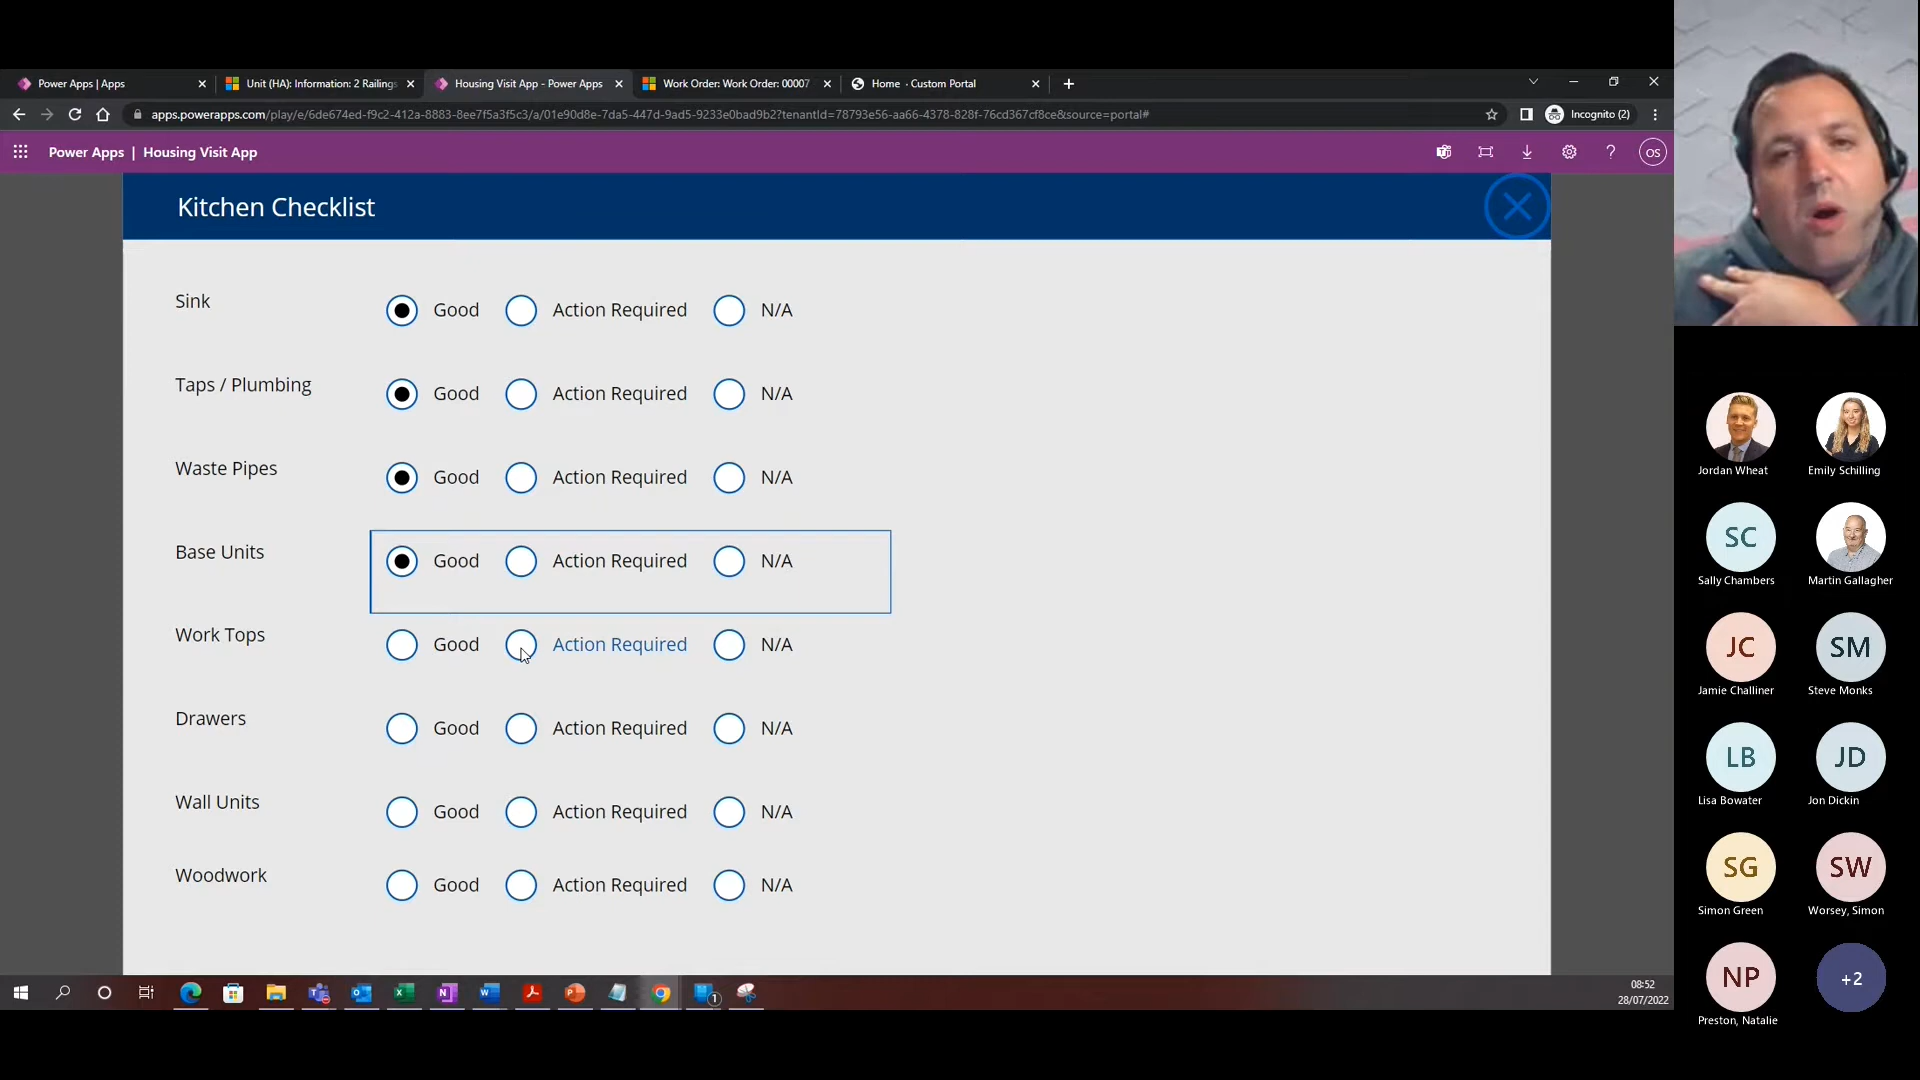 Power Apps | Apps
Unit (HA): Information: 2 Railings
Housing Visit App - Power Apps
Work Order: Work Order: 00007
Home · Custom Portal
apps.powerapps.com/play/e/6de674ed-f9c2-412a-8883-8ee7f5a3f5c3/a/01e90d8e-7da5-447d-9ad5-9233e0bad9b2?tenantId=78793e56-aa66-4378-828f-76cd367cf8ce&source=portal#
Incognito (2)
Power Apps | Housing Visit App
?
OS
Kitchen Checklist
Sink Good Action Required N/A
Taps / Plumbing Good Action Required N/A
Waste Pipes Good Action Required N/A
Base Units Good Action Required N/A
Work Tops Good Action Required N/A
Drawers Good Action Required N/A
Wall Units Good Action Required N/A
Woodwork Good Action Required N/A
1
08:52
28/07/2022
Jordan Wheat
Emily Schilling
SC
Sally Chambers
Martin Gallagher
JC
Jamie Challiner
SM
Steve Monks
LB
Lisa Bowater
JD
Jon Dickin
SG
Simon Green
SW
Worsey, Simon
NP
Preston, Natalie
+2